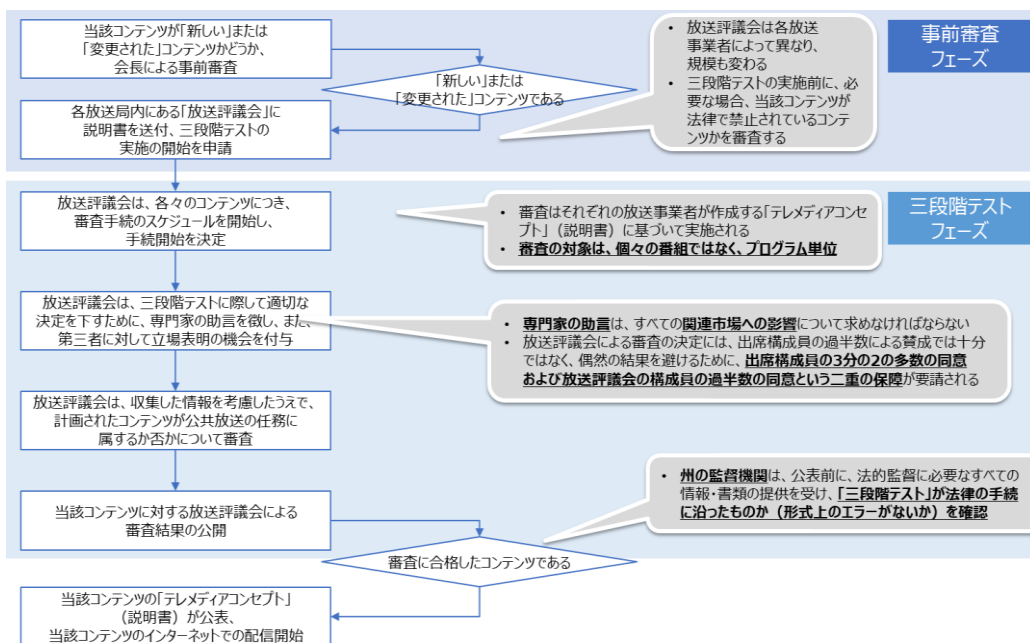 当該コンテンツが「新しい」または
「変更された」コンテンツかどうか、
会長による事前審査
「新しい」または
「変更された」コンテンツである
各放送局内にある「放送評議会」に
説明書を送付、三段階テストの
実施の開始を申請
• 放送評議会は各放送
事業者によって異なり、
規模も変わる
• 三段階テストの実施前に、必
要な場合、当該コンテンツが
法律で禁止されているコンテ
ンツかを審査する
事前審査
フェーズ
放送評議会は、各々のコンテンツにつき、
審査手続のスケジュールを開始し、
手続開始を決定
• 審査はそれぞれの放送事業者が作成する「テレメディアコンセ
プト」（説明書）に基づいて実施される
• 審査の対象は、個々の番組ではなく、プログラム単位
三段階テスト
フェーズ
放送評議会は、三段階テストに際して適切な
決定を下すために、専門家の助言を徴し、また、
第三者に対して立場表明の機会を付与
• 専門家の助言は、すべての関連市場への影響について求めなければならない
• 放送評議会による審査の決定には、出席構成員の過半数による賛成では十分
ではなく、偶然の結果を避けるために、出席構成員の3分の2の多数の同意
および放送評議会の構成員の過半数の同意という二重の保障が要請される
放送評議会は、収集した情報を考慮したうえで、
計画されたコンテンツが公共放送の任務に
属するか否かについて審査
• 州の監督機関は、公表前に、法的監督に必要なすべての
情報・書類の提供を受け、「三段階テスト」が法律の手続
に沿ったものか（形式上のエラーがないか）を確認
当該コンテンツに対する放送評議会による
審査結果の公開
審査に合格したコンテンツである
当該コンテンツの「テレメディアコンセプト」
（説明書）が公表、
当該コンテンツのインターネットでの配信開始